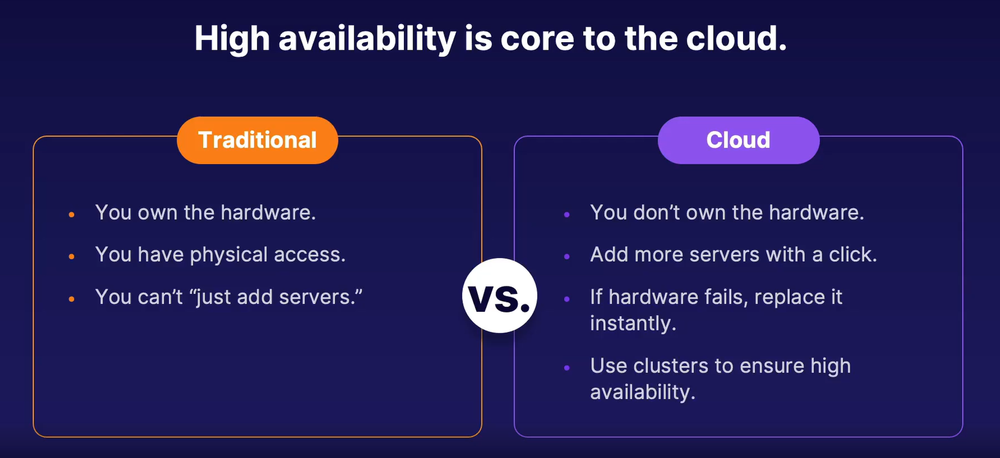 High availability is core to the cloud.
Traditional
You own the hardware.
You have physical access.
You can’t “just add servers.”
vs.
Cloud
You don’t own the hardware.
Add more servers with a click.
If hardware fails, replace it
instantly.
Use clusters to ensure high
availability.